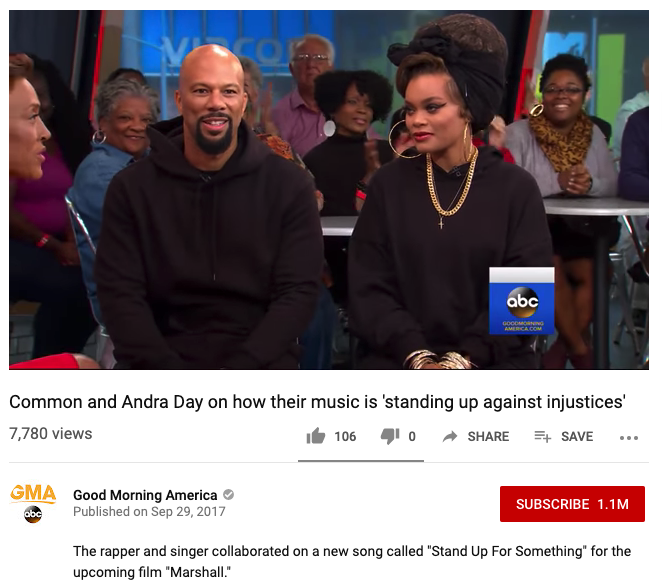 VIACOM
abc
GOODMORNING
AMERICA.COM
Common and Andra Day on how their music is 'standing up against injustices'
7,780 views
106
0
SHARE
SAVE
GMA
abc
Good Morning America
Published on Sep 29, 2017
SUBSCRIBE 1.1M
The rapper and singer collaborated on a new song called "Stand Up For Something" for the
upcoming film "Marshall."